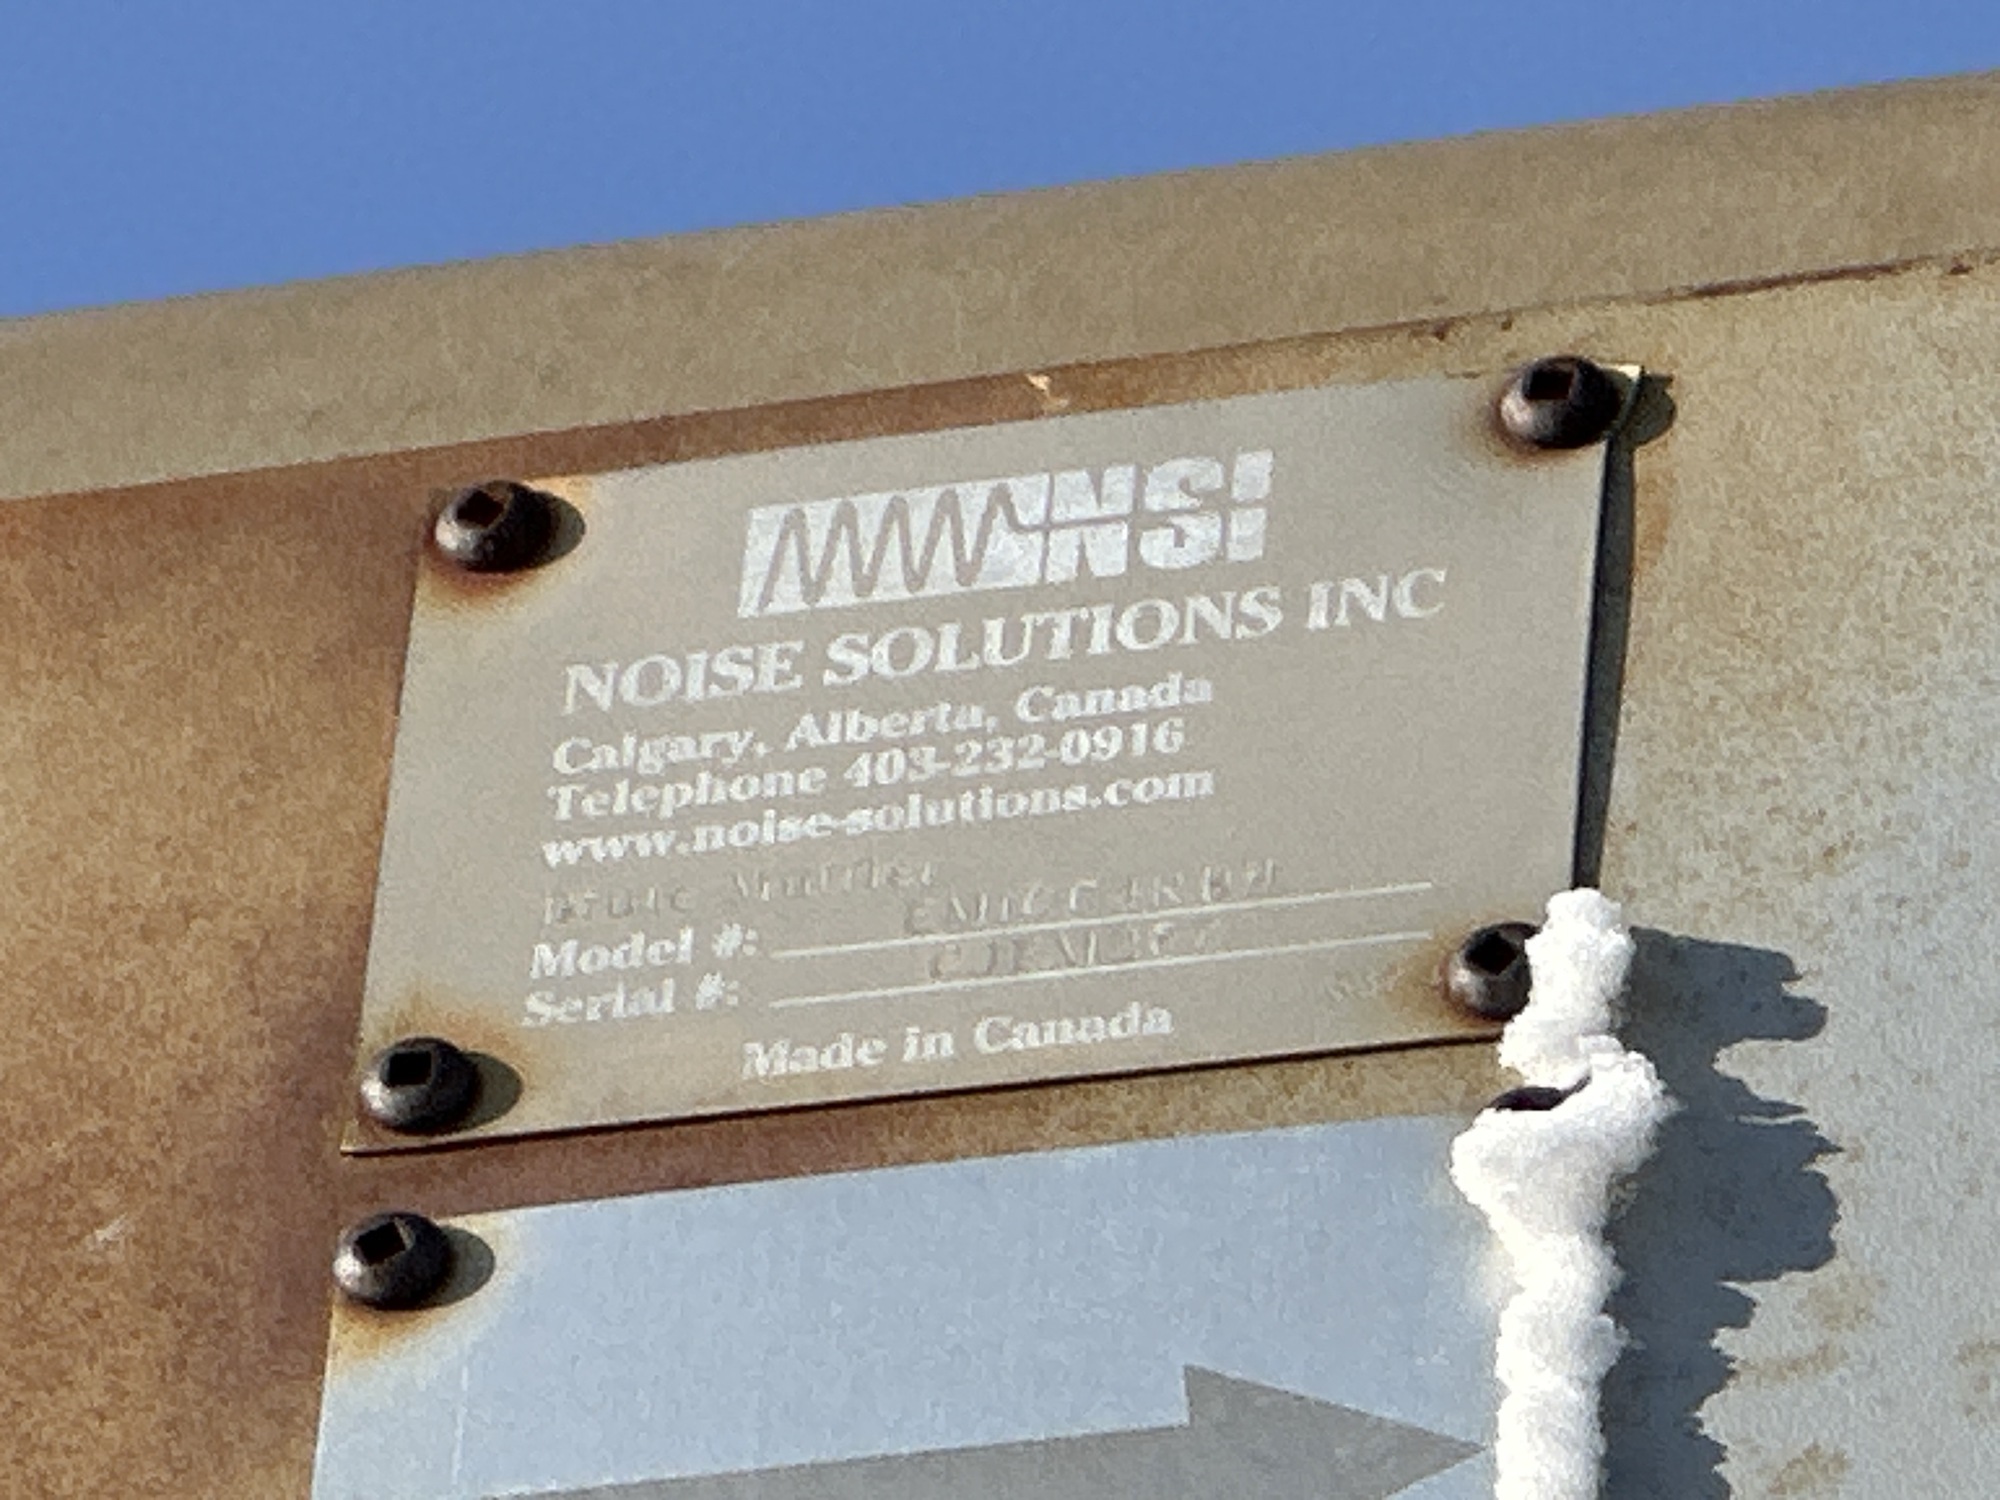 NSI
NOISE SOLUTIONS INC
Calgary, Alberta, Canada
Telephone 403-232-0916
www.noise-solutions.com
Model #:
Serial #:
Made in Canada